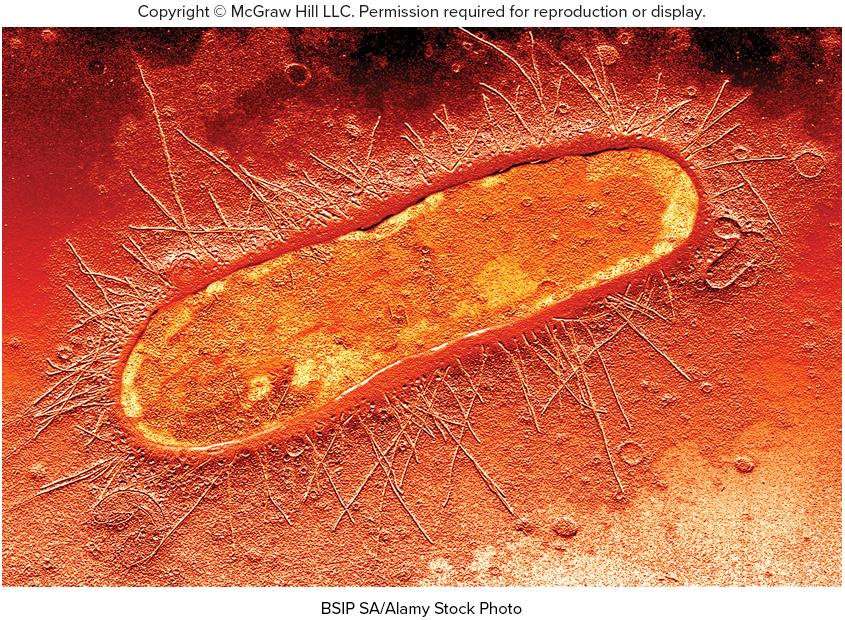 Copyright © McGraw Hill LLC. Permission required for reproduction or display.
BSIP SA/Alamy Stock Photo